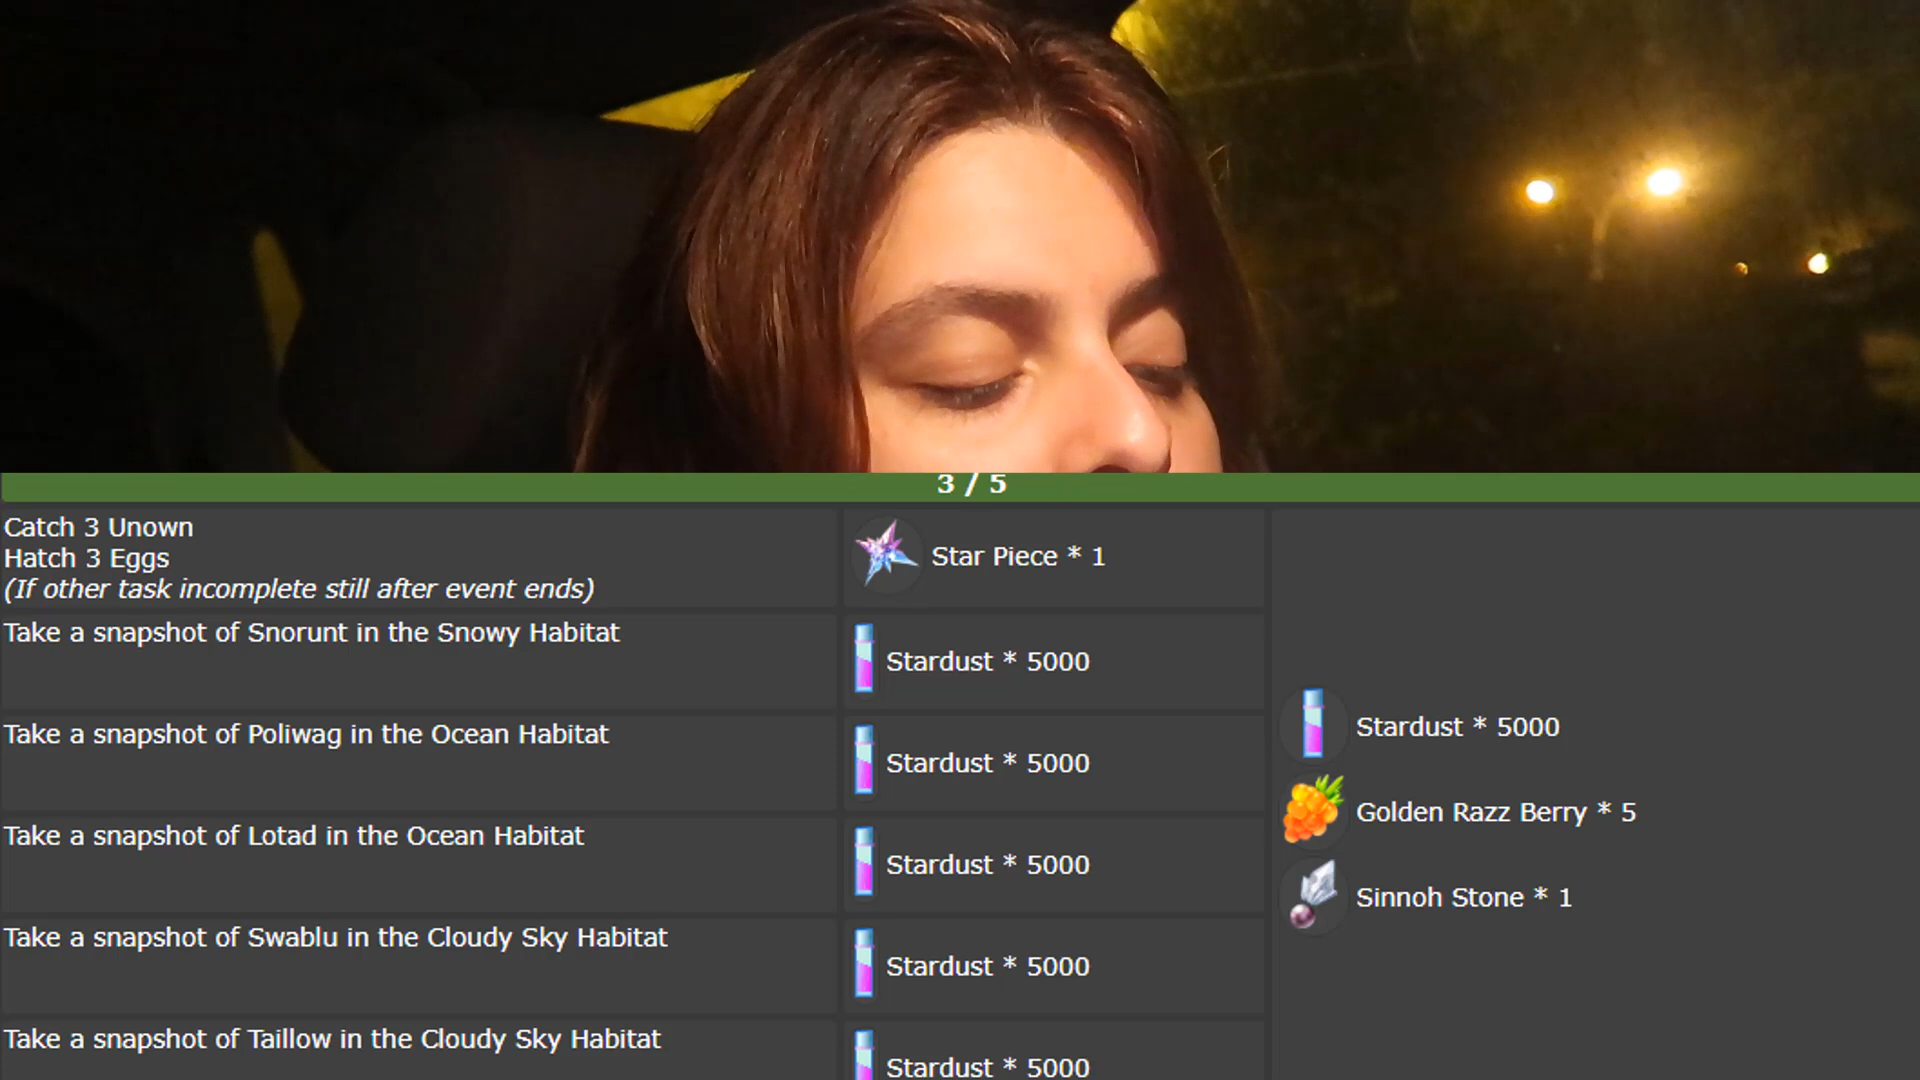 3 / 5
Catch 3 Unown
Hatch 3 Eggs
(If other task incomplete still after event ends)
Star Piece * 1
Take a snapshot of Snorunt in the Snowy Habitat
Stardust * 5000
Take a snapshot of Poliwag in the Ocean Habitat
Stardust * 5000
Take a snapshot of Lotad in the Ocean Habitat
Stardust * 5000
Take a snapshot of Swablu in the Cloudy Sky Habitat
Stardust * 5000
Take a snapshot of Taillow in the Cloudy Sky Habitat
Stardust * 5000
Stardust * 5000
Golden Razz Berry * 5
Sinnoh Stone * 1